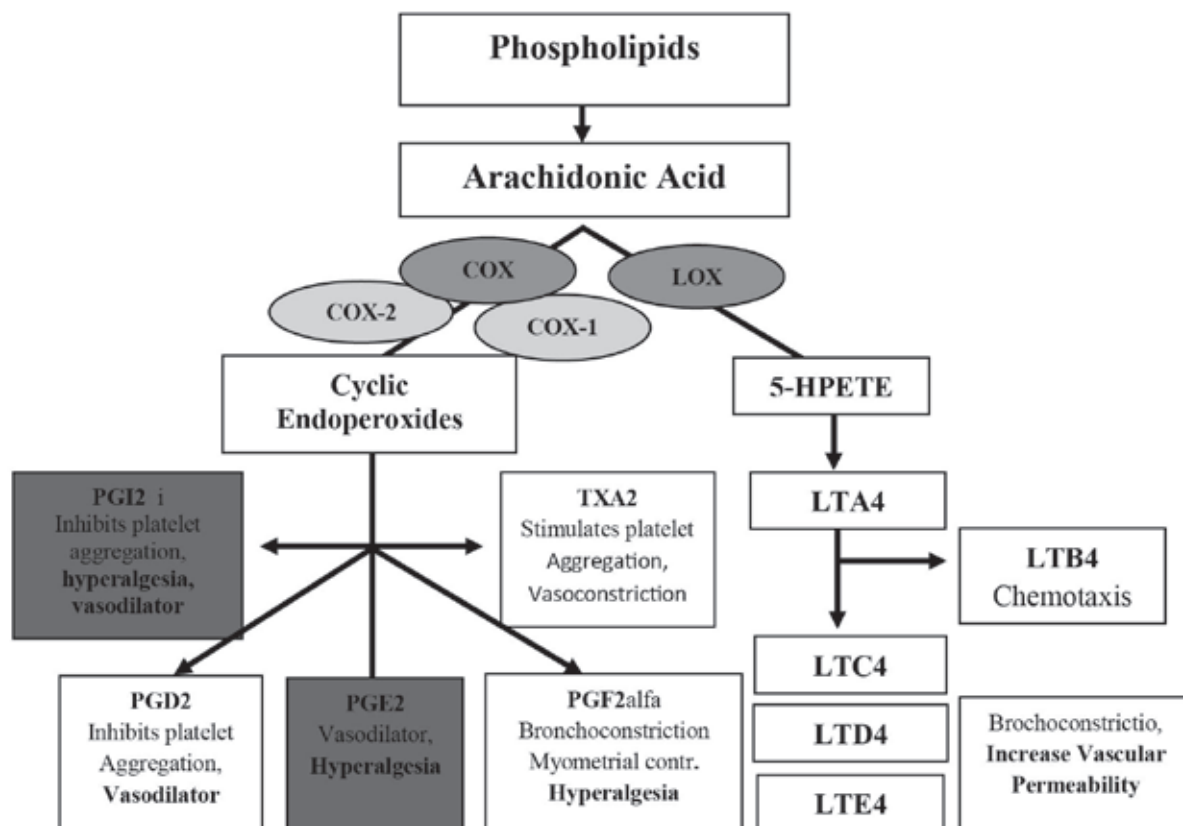 Phospholipids
Arachidonic Acid
COX
LOX
COX-2
COX-1
Cyclic
Endoperoxides
5-HPETE
PGI2 i
Inhibits platelet
aggregation,
hyperalgesia,
vasodilator
TXA2
Stimulates platelet
Aggregation,
Vasoconstriction
LTA4
LTB4
Chemotaxis
LTC4
PGD2
Inhibits platelet
Aggregation,
Vasodilator
PGE2
Vasodilator,
Hyperalgesia
PGF2alfa
Bronchoconstriction
Myometrial contr.
Hyperalgesia
LTD4
LTE4
Brochoconstrictio,
Increase Vascular
Permeability